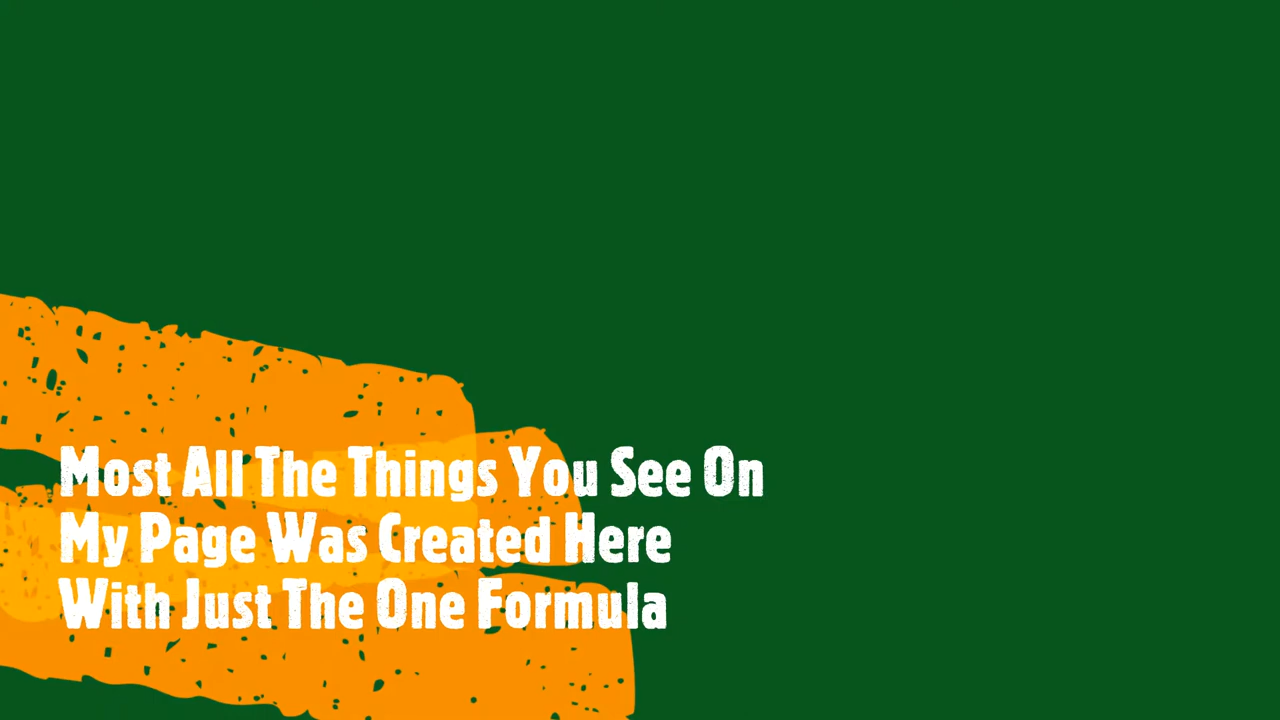 Most All The Things You See On
My Page Was Created Here
With Just The One Formula